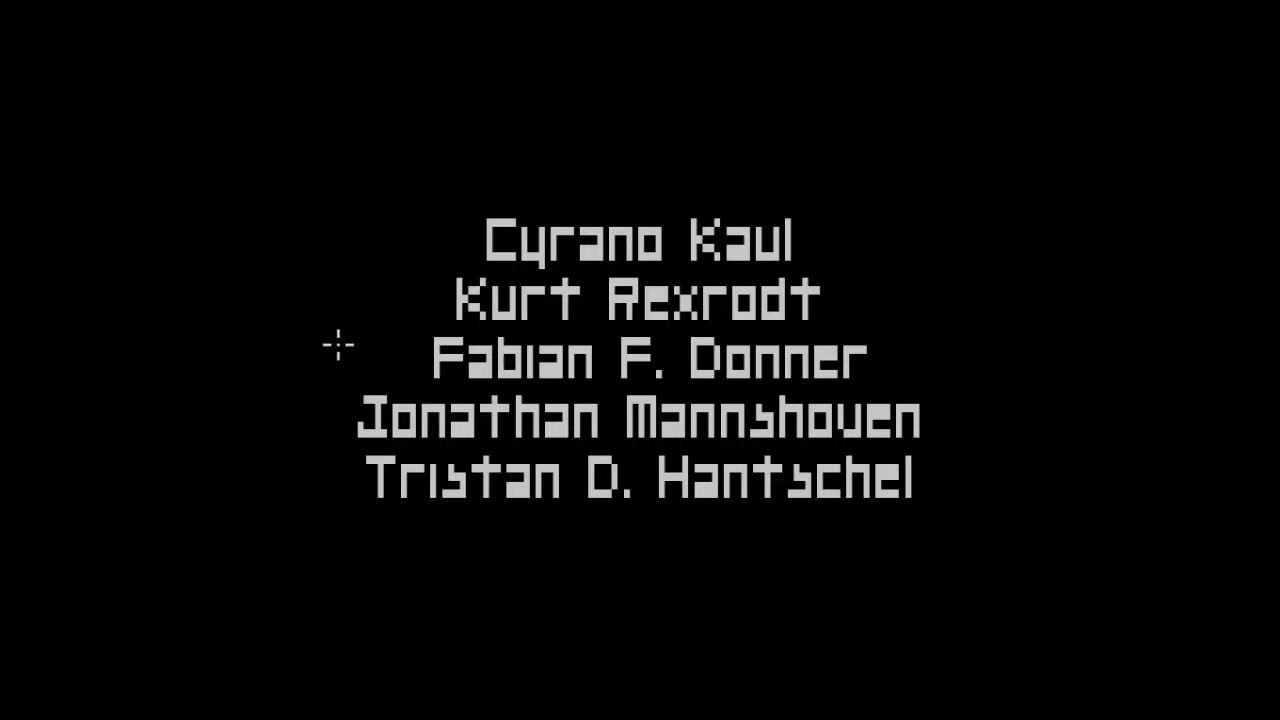 Cyrano Kaul
Kurt Rexrodt
Fabian F. Donner
Jonathan Mannshoven
Tristan D. Hantschel